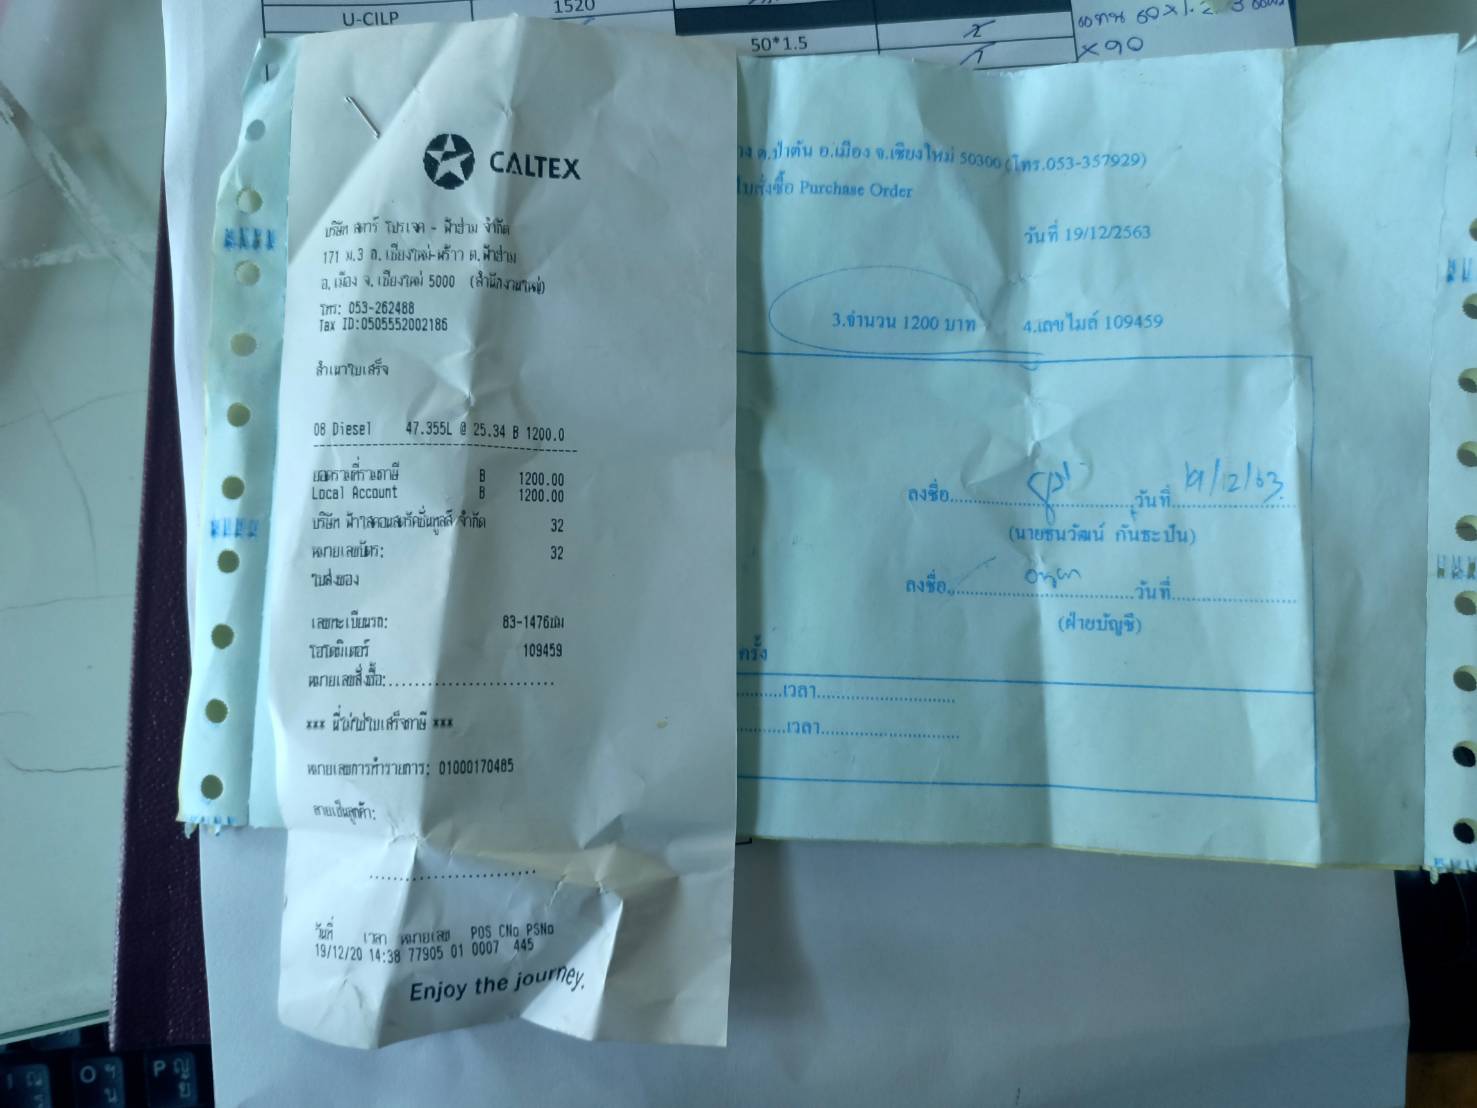 U-CILP 1520
50*1.5
x90
CALTEX
บริษัท สตาร์ โปรเจค - ฟ้าฮ่าม จำกัด
171 ม.3 ถ.เชียงใหม่-พร้าว ต.ฟ้าฮ่าม
อ.เมือง จ.เชียงใหม่ 5000 (สำนักงานใหญ่)
โทร: 053-262488
Tax ID:0505552002186
สำเนาใบเสร็จ
08 Diesel 47.355L @ 25.34 B 1200.0
ยอดรวมที่รวมภาษี B 1200.00
Local Account B 1200.00
บริษัท ฟ้าใสคอนสตรัคชั่นทูลส์ จำกัด 32
หมายเลขบัตร: 32
ใบส่งของ
เลขทะเบียนรถ: 83-1476ชม
โอโดมิเตอร์ 109459
หมายเลขสั่งซื้อ:........................
*** นี่ไม่ใช่ใบเสร็จภาษี ***
หมายเลขการทำรายการ: 01000170485
ลายเซ็นลูกค้า:
........................
วันที่ เวลา หมายเลข POS CNo PSNo
19/12/20 14:38 77905 01 0007 445
Enjoy the journey.
ต.ป่าตัน อ.เมือง จ.เชียงใหม่ 50300 (โทร.053-357929)
ใบสั่งซื้อ Purchase Order
วันที่ 19/12/2563
3.จำนวน 1200 บาท 4.เลขไมล์ 109459
ลงชื่อ........................วันที่ 19/12/63
(นายธนวัฒน์ กันธะปัน)
ลงชื่อ........................วันที่........................
(ฝ่ายบัญชี)
ครั้ง
........เวลา........................
........เวลา........................